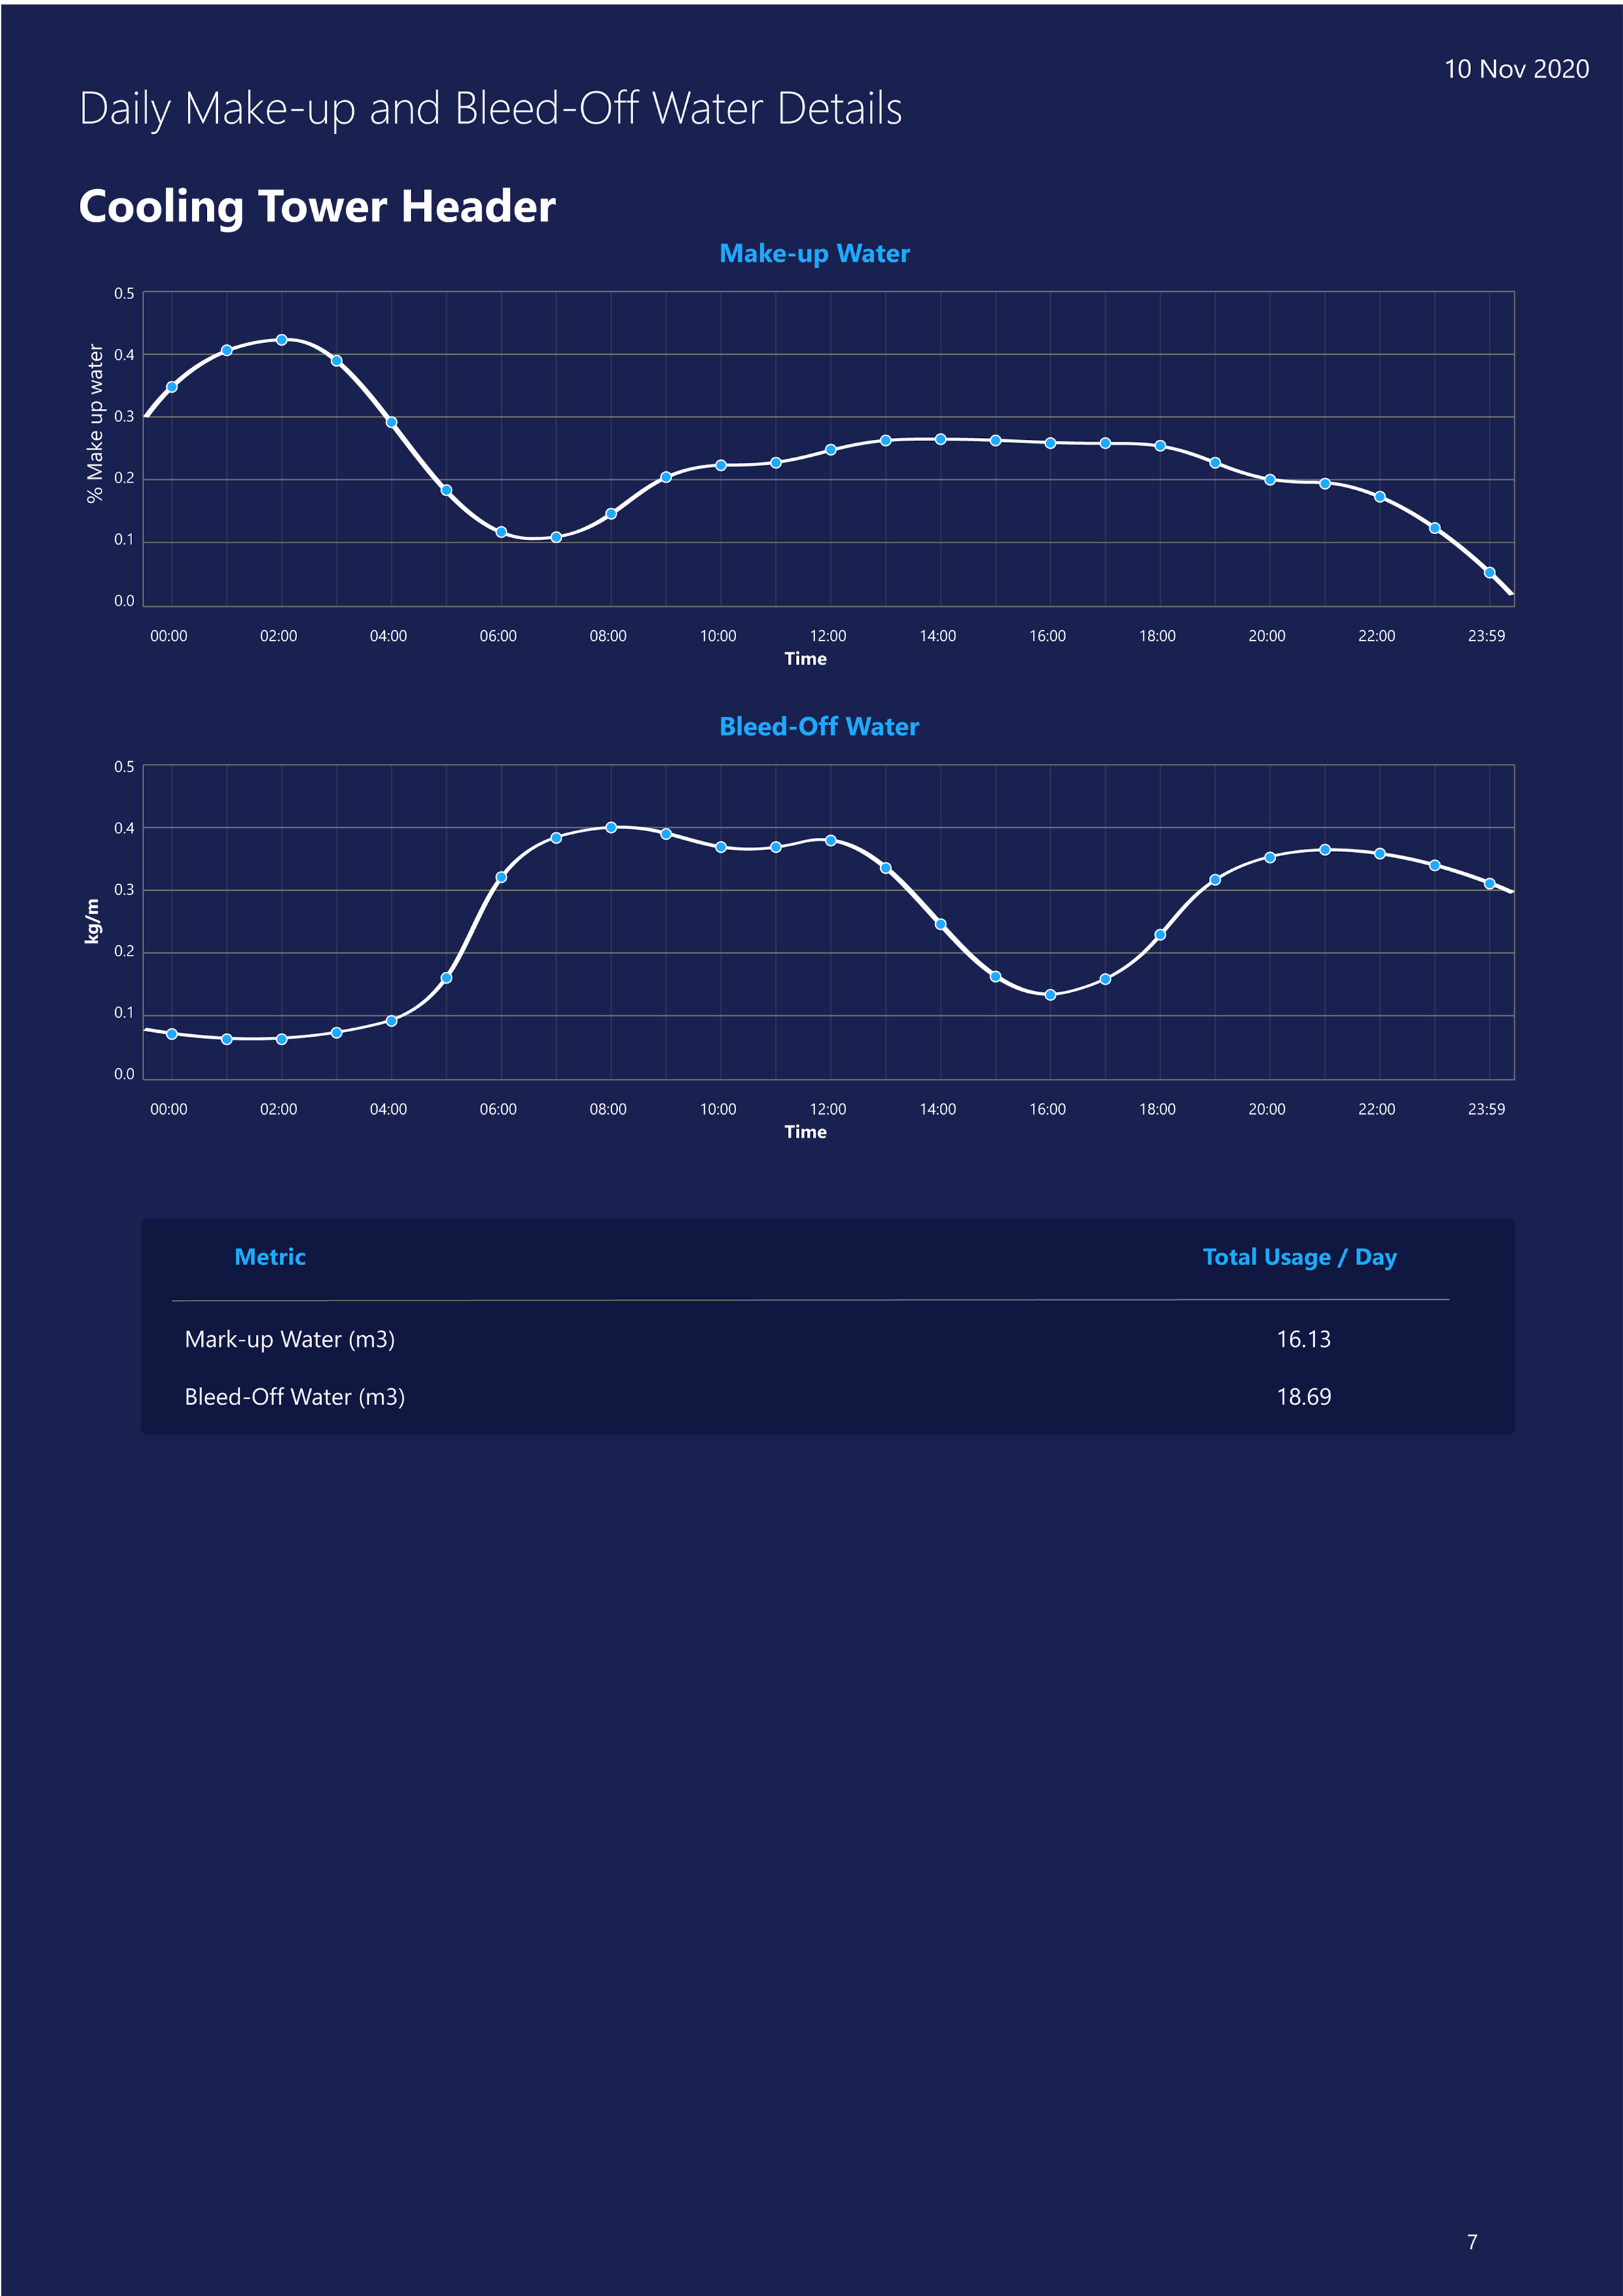 10 Nov 2020
Daily Make-up and Bleed-Off Water Details
Cooling Tower Header
Make-up Water
% Make up water
0.5
0.4
0.3
0.2
0.1
0.0
00:00 02:00 04:00 06:00 08:00 10:00 12:00 14:00 16:00 18:00 20:00 22:00 23:59
Time
Bleed-Off Water
kg/m
0.5
0.4
0.3
0.2
0.1
0.0
00:00 02:00 04:00 06:00 08:00 10:00 12:00 14:00 16:00 18:00 20:00 22:00 23:59
Time
Metric Total Usage / Day
Mark-up Water (m3) 16.13
Bleed-Off Water (m3) 18.69
7